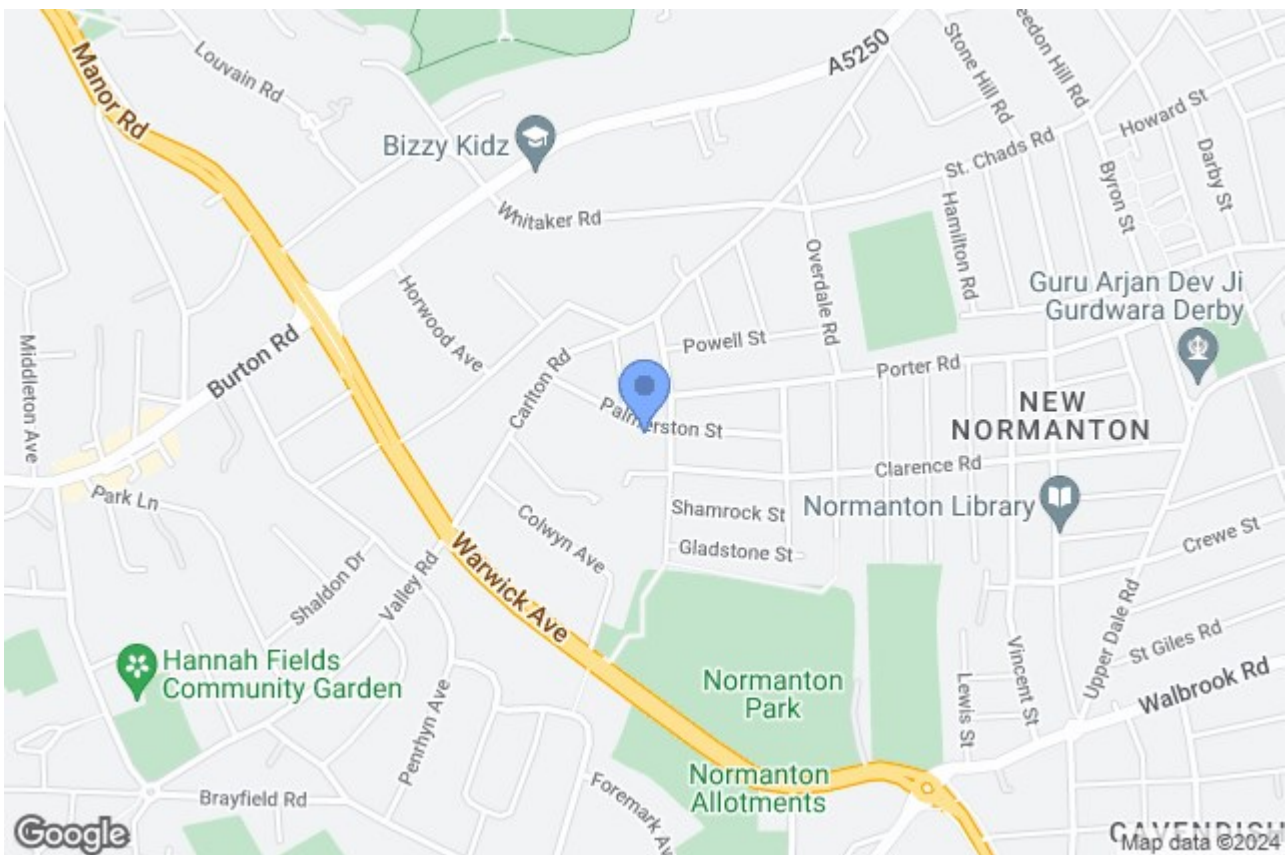 Manor Rd
Louvain Rd
A5250
Stone Hill Rd
eedon Hill Rd
Howard St
Bizzy Kidz
St. Chads Rd
Darby St
Byron St
Whitaker Rd
Hamilton Rd
Overdale Rd
Guru Arjan Dev Ji
Gurdwara Derby
Horwood Ave
Middleton Ave
Burton Rd
Powell St
Carlton Rd
Porter Rd
Palmerston St
NEW
NORMANTON
Clarence Rd
Park Ln
Shamrock St
Normanton Library
Colwyn Ave
Gladstone St
Crewe St
Warwick Ave
Shaldon Dr
Valley Rd
Upper Dale Rd
St Giles Rd
Hannah Fields
Community Garden
Normanton
Park
Vincent St
Lewis St
Walbrook Rd
Penrhyn Ave
Normanton
Allotments
Brayfield Rd
Foremark Av
Google
CAVENDISH
Map data ©2024